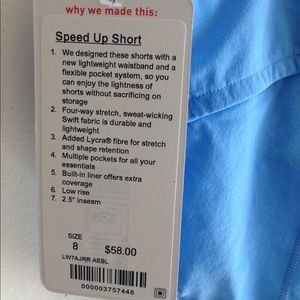 why we made this:
Speed Up Short
1. We designed these shorts with a
new lightweight waistband and a
flexible pocket system, so you
can enjoy the lightness of
shorts without sacrificing on
storage
2. Four-way stretch, sweat-wicking
Swift fabric is durable and
lightweight
3. Added Lycra® fibre for stretch
and shape retention
4. Multiple pockets for all your
essentials
5. Built-in liner offers extra
coverage
6. Low rise
7. 2.5" inseam
SIZE
8 $58.00
LW7AJRR AEBL
000003757448